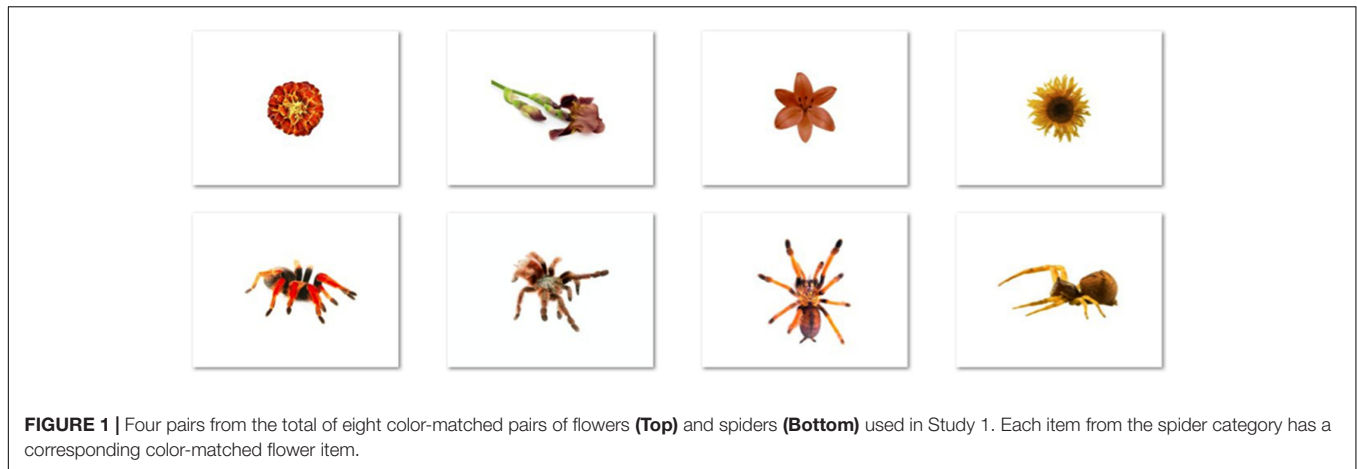 FIGURE 1 | Four pairs from the total of eight color-matched pairs of flowers (Top) and spiders (Bottom) used in Study 1. Each item from the spider category has a
corresponding color-matched flower item.